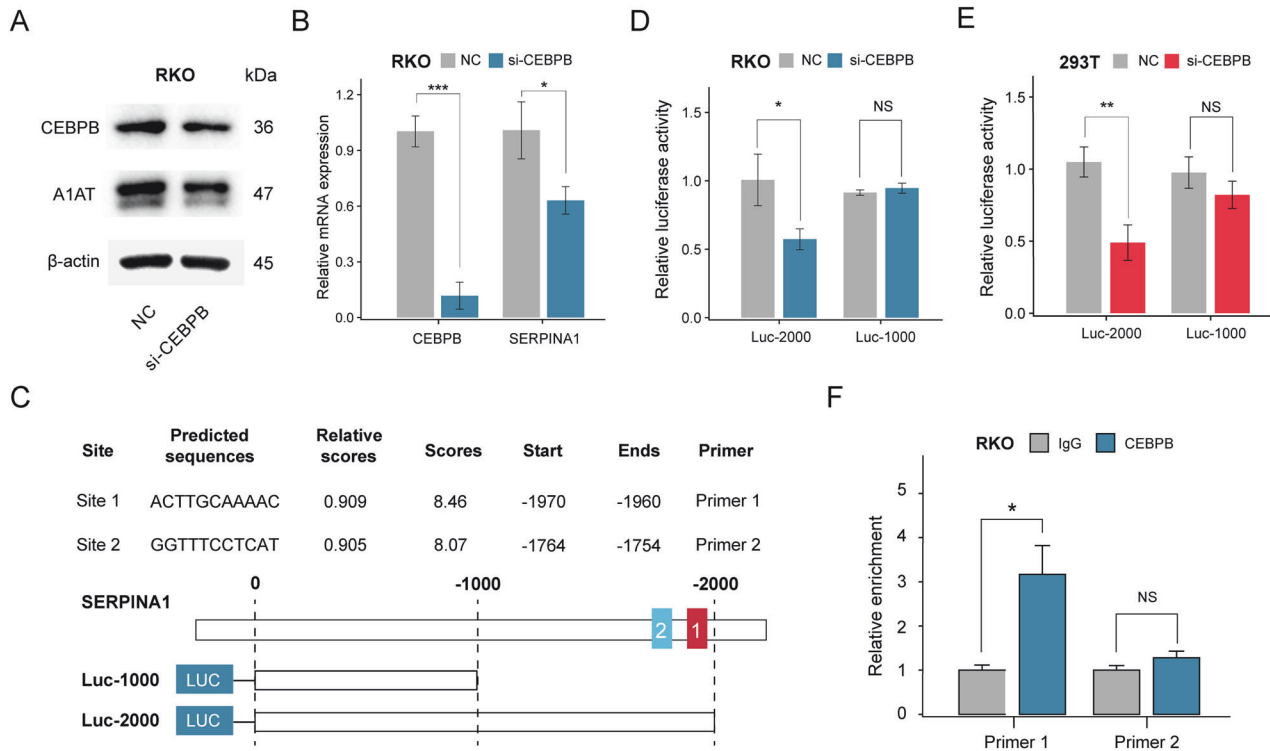 A
RKO
kDa
CEBPB
36
A1AT
47
β-actin
45
NC
si-CEBPB
B
RKO NC si-CEBPB
Relative mRNA expression
1.2
0.9
0.6
0.3
0.0
***
*
CEBPB SERPINA1
D
RKO NC si-CEBPB
Relative luciferase activity
1.5
1.0
0.5
0.0
*
NS
Luc-2000 Luc-1000
E
293T NC si-CEBPB
Relative luciferase activity
1.5
1.0
0.5
0.0
**
NS
Luc-2000 Luc-1000
C
Site Predicted sequences Relative scores Scores Start Ends Primer
Site 1 ACTTGCAAAAC 0.909 8.46 -1970 -1960 Primer 1
Site 2 GGTTTCCTCAT 0.905 8.07 -1764 -1754 Primer 2
0 -1000 -2000
SERPINA1
2 1
Luc-1000 LUC
Luc-2000 LUC
F
RKO IgG CEBPB
Relative enrichment
5
4
3
2
1
0
*
NS
Primer 1 Primer 2